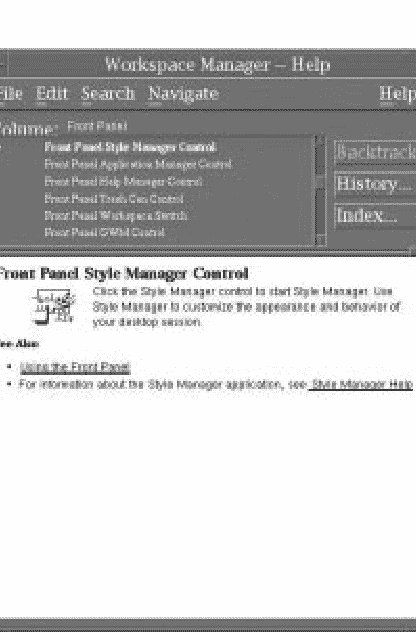 Workspace Manager – Help
File Edit Search Navigate Help
Volume: Front Panel
Front Panel Style Manager Control
Front Panel Application Manager Control
Front Panel Help Manager Control
Front Panel Trash Can Control
Front Panel Workspace Switch
Front Panel GWM Control
Backtrack
History...
Index...
Front Panel Style Manager Control
Click the Style Manager control to start Style Manager. Use
Style Manager to customize the appearance and behavior of
your desktop session.
See Also
• Using the Front Panel
• For information about the Style Manager application, see Style Manager Help